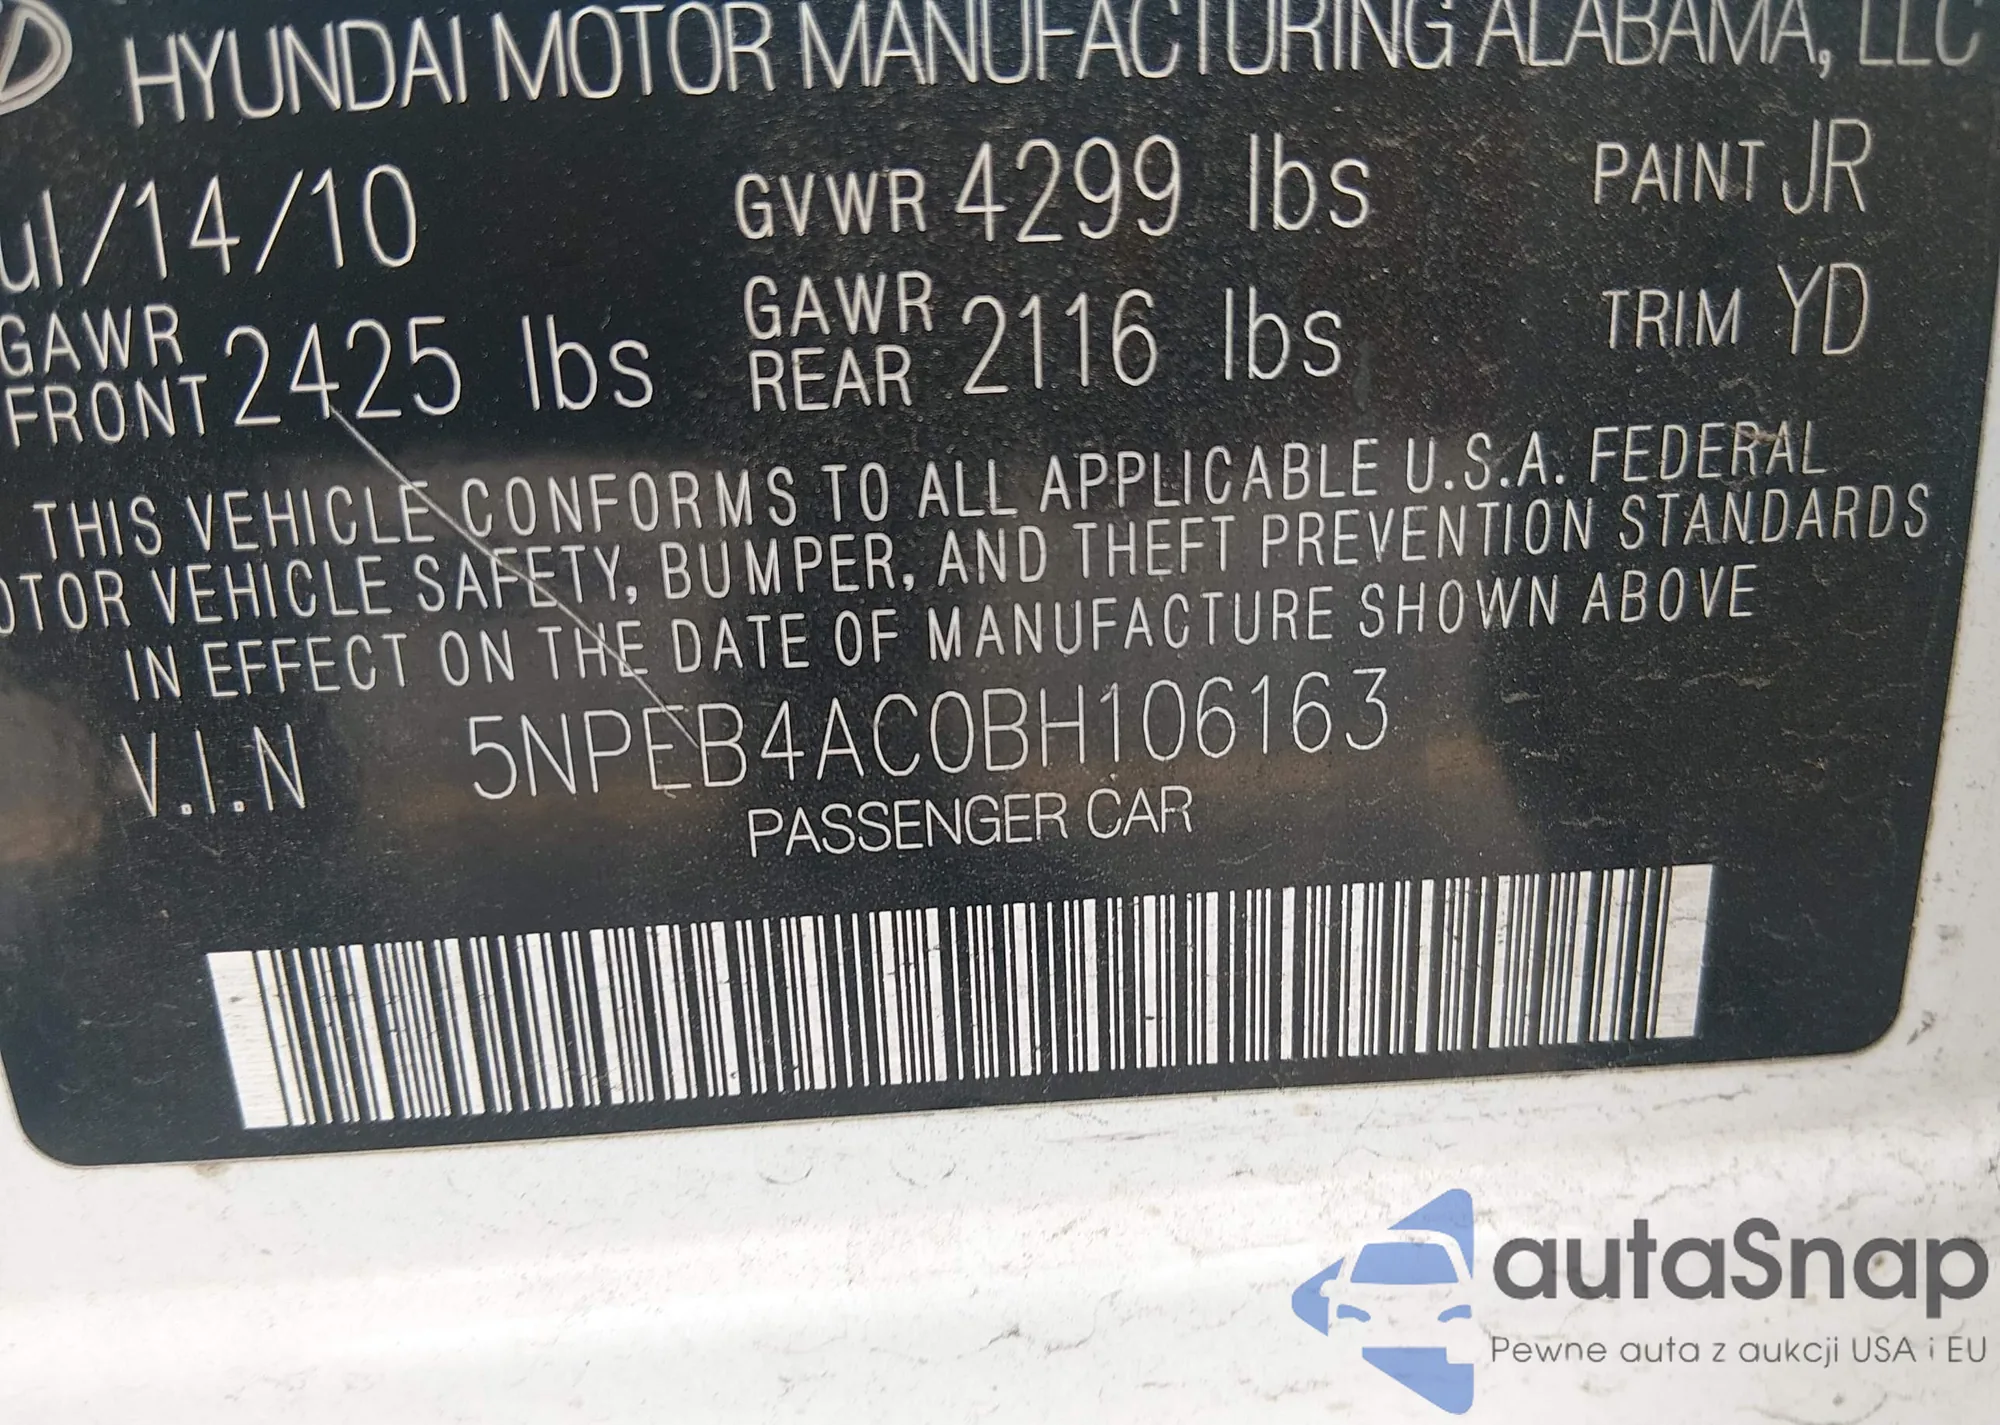 HYUNDAI MOTOR MANUFACTURING ALABAMA, LLC
ul/14/10 GVWR 4299 lbs PAINT JR
GAWR FRONT 2425 lbs GAWR REAR 2116 lbs TRIM YD
THIS VEHICLE CONFORMS TO ALL APPLICABLE U.S.A. FEDERAL
OTOR VEHICLE SAFETY, BUMPER, AND THEFT PREVENTION STANDARDS
IN EFFECT ON THE DATE OF MANUFACTURE SHOWN ABOVE
V.I.N 5NPEB4AC0BH106163
PASSENGER CAR
autaSnap
Pewne auta z aukcji USA i EU